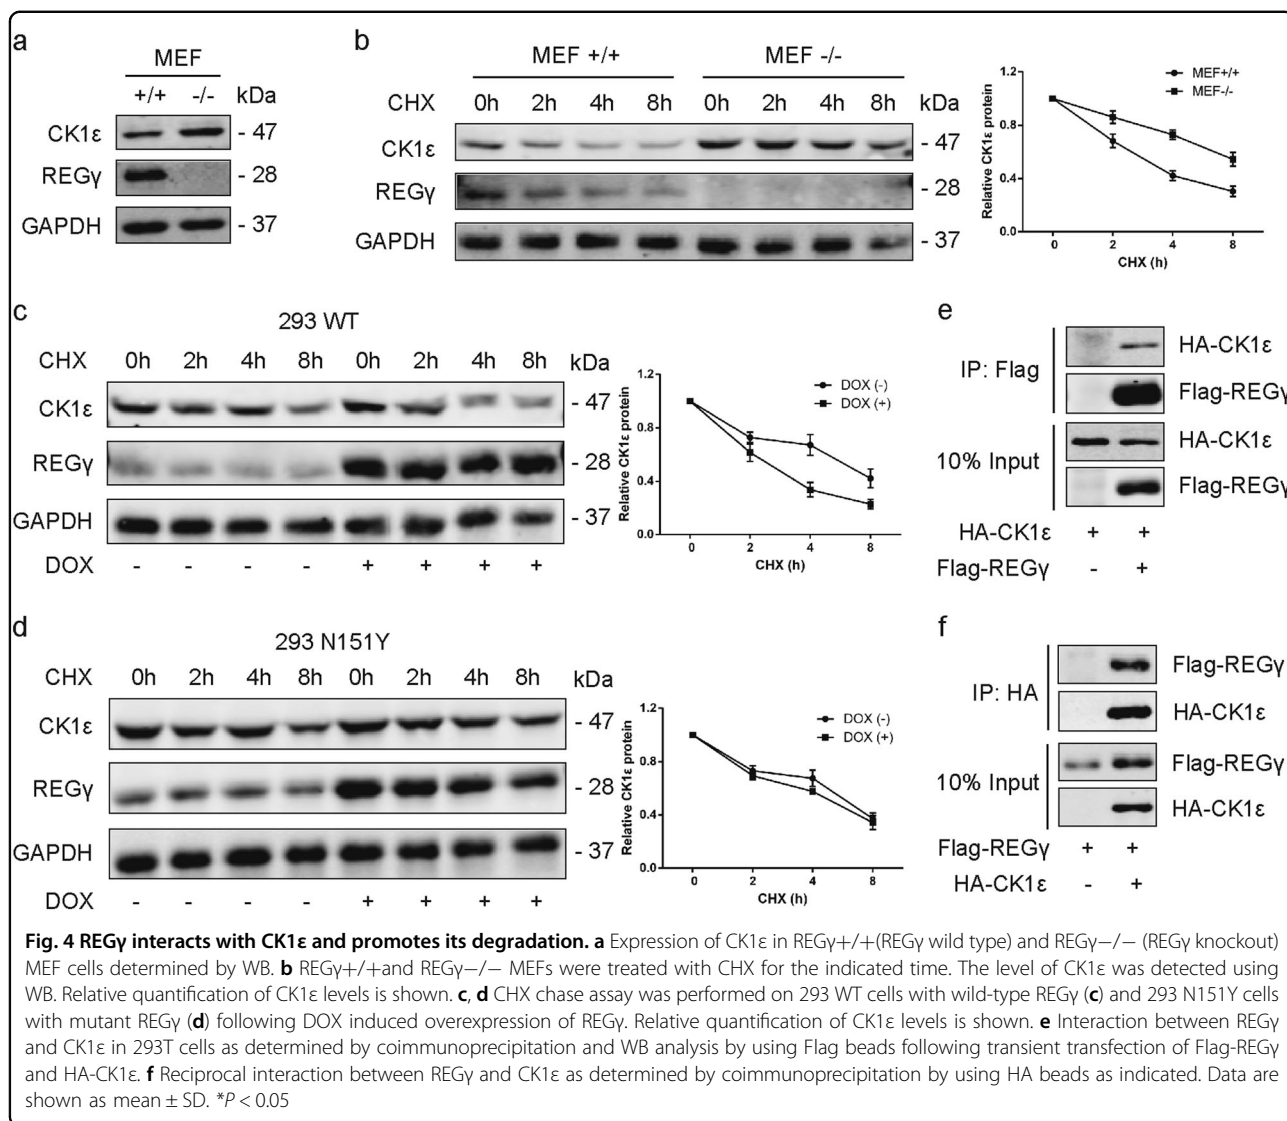 a
MEF
+/+ -/- kDa
CK1ε - 47
REGγ - 28
GAPDH - 37
b
MEF +/+ MEF -/-
CHX 0h 2h 4h 8h 0h 2h 4h 8h kDa
CK1ε - 47
REGγ - 28
GAPDH - 37
Relative CK1ε protein
1.2
0.8
0.4
0.0
MEF+/+
MEF-/-
0 2 4 8
CHX (h)
c
293 WT
CHX 0h 2h 4h 8h 0h 2h 4h 8h kDa
CK1ε - 47
REGγ - 28
GAPDH - 37
DOX - - - - + + + +
Relative CK1ε protein
1.2
0.8
0.4
0.0
DOX (-)
DOX (+)
0 2 4 8
CHX (h)
d
293 N151Y
CHX 0h 2h 4h 8h 0h 2h 4h 8h kDa
CK1ε - 47
REGγ - 28
GAPDH - 37
DOX - - - - + + + +
Relative CK1ε protein
1.2
0.8
0.4
0.0
DOX (-)
DOX (+)
0 2 4 8
CHX (h)
e
IP: Flag
HA-CK1ε
Flag-REGγ
10% Input
HA-CK1ε
Flag-REGγ
HA-CK1ε + +
Flag-REGγ - +
f
IP: HA
Flag-REGγ
HA-CK1ε
10% Input
Flag-REGγ
HA-CK1ε
Flag-REGγ + +
HA-CK1ε - +
Fig. 4 REGγ interacts with CK1ε and promotes its degradation. a Expression of CK1ε in REGγ+/+(REGγ wild type) and REGγ−/− (REGγ knockout)
MEF cells determined by WB. b REGγ+/+and REGγ−/− MEFs were treated with CHX for the indicated time. The level of CK1ε was detected using
WB. Relative quantification of CK1ε levels is shown. c, d CHX chase assay was performed on 293 WT cells with wild-type REGγ (c) and 293 N151Y cells
with mutant REGγ (d) following DOX induced overexpression of REGγ. Relative quantification of CK1ε levels is shown. e Interaction between REGγ
and CK1ε in 293T cells as determined by coimmunoprecipitation and WB analysis by using Flag beads following transient transfection of Flag-REGγ
and HA-CK1ε. f Reciprocal interaction between REGγ and CK1ε as determined by coimmunoprecipitation by using HA beads as indicated. Data are
shown as mean ± SD. *P < 0.05